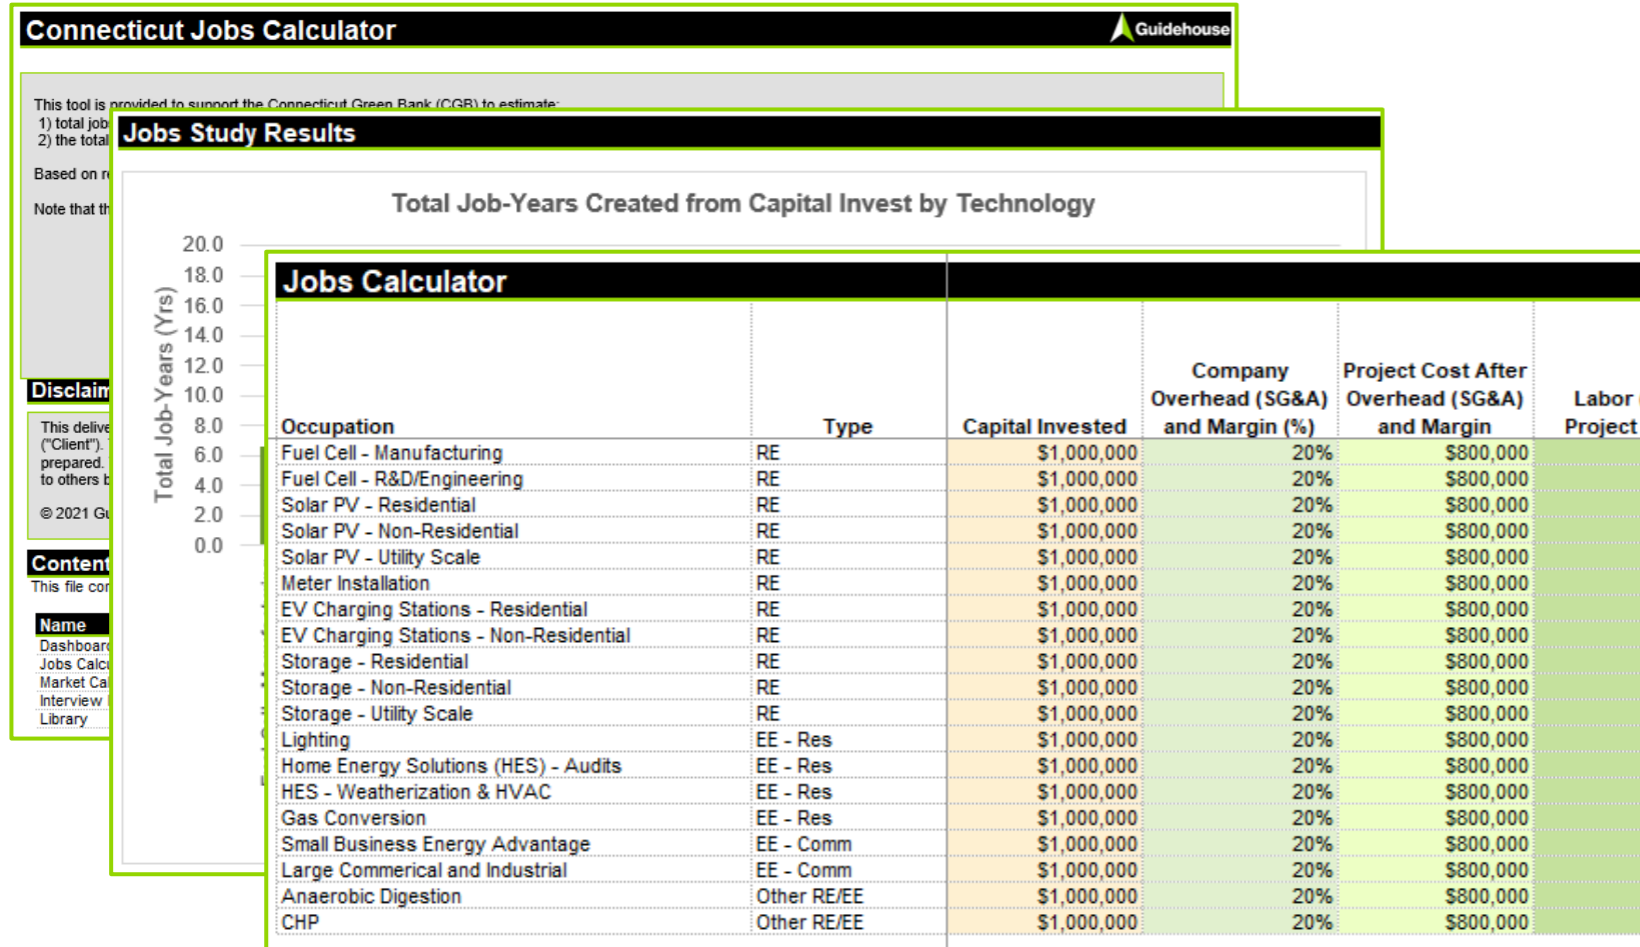 Connecticut Jobs Calculator
Guidehouse
This tool is provided to support the Connecticut Green Bank (CGB) to estimate:
1) total job
2) the total
Based on
Note that
Disclaim
This delive
("Client").
prepared.
to others
© 2021
Content
This file
Name
Dashboard
Jobs Calc
Market Cal
Interview
Library
Jobs Study Results
Total Job-Years Created from Capital Invest by Technology
Total Job-Years (Yrs)
20.0
18.0
16.0
14.0
12.0
10.0
8.0
6.0
4.0
2.0
0.0
Jobs Calculator
Occupation Type Capital Invested Company Overhead (SG&A) and Margin (%) Project Cost After Overhead (SG&A) and Margin Labor Project
Fuel Cell - Manufacturing RE $1,000,000 20% $800,000
Fuel Cell - R&D/Engineering RE $1,000,000 20% $800,000
Solar PV - Residential RE $1,000,000 20% $800,000
Solar PV - Non-Residential RE $1,000,000 20% $800,000
Solar PV - Utility Scale RE $1,000,000 20% $800,000
Meter Installation RE $1,000,000 20% $800,000
EV Charging Stations - Residential RE $1,000,000 20% $800,000
EV Charging Stations - Non-Residential RE $1,000,000 20% $800,000
Storage - Residential RE $1,000,000 20% $800,000
Storage - Non-Residential RE $1,000,000 20% $800,000
Storage - Utility Scale RE $1,000,000 20% $800,000
Lighting EE - Res $1,000,000 20% $800,000
Home Energy Solutions (HES) - Audits EE - Res $1,000,000 20% $800,000
HES - Weatherization & HVAC EE - Res $1,000,000 20% $800,000
Gas Conversion EE - Res $1,000,000 20% $800,000
Small Business Energy Advantage EE - Comm $1,000,000 20% $800,000
Large Commerical and Industrial EE - Comm $1,000,000 20% $800,000
Anaerobic Digestion Other RE/EE $1,000,000 20% $800,000
CHP Other RE/EE $1,000,000 20% $800,000